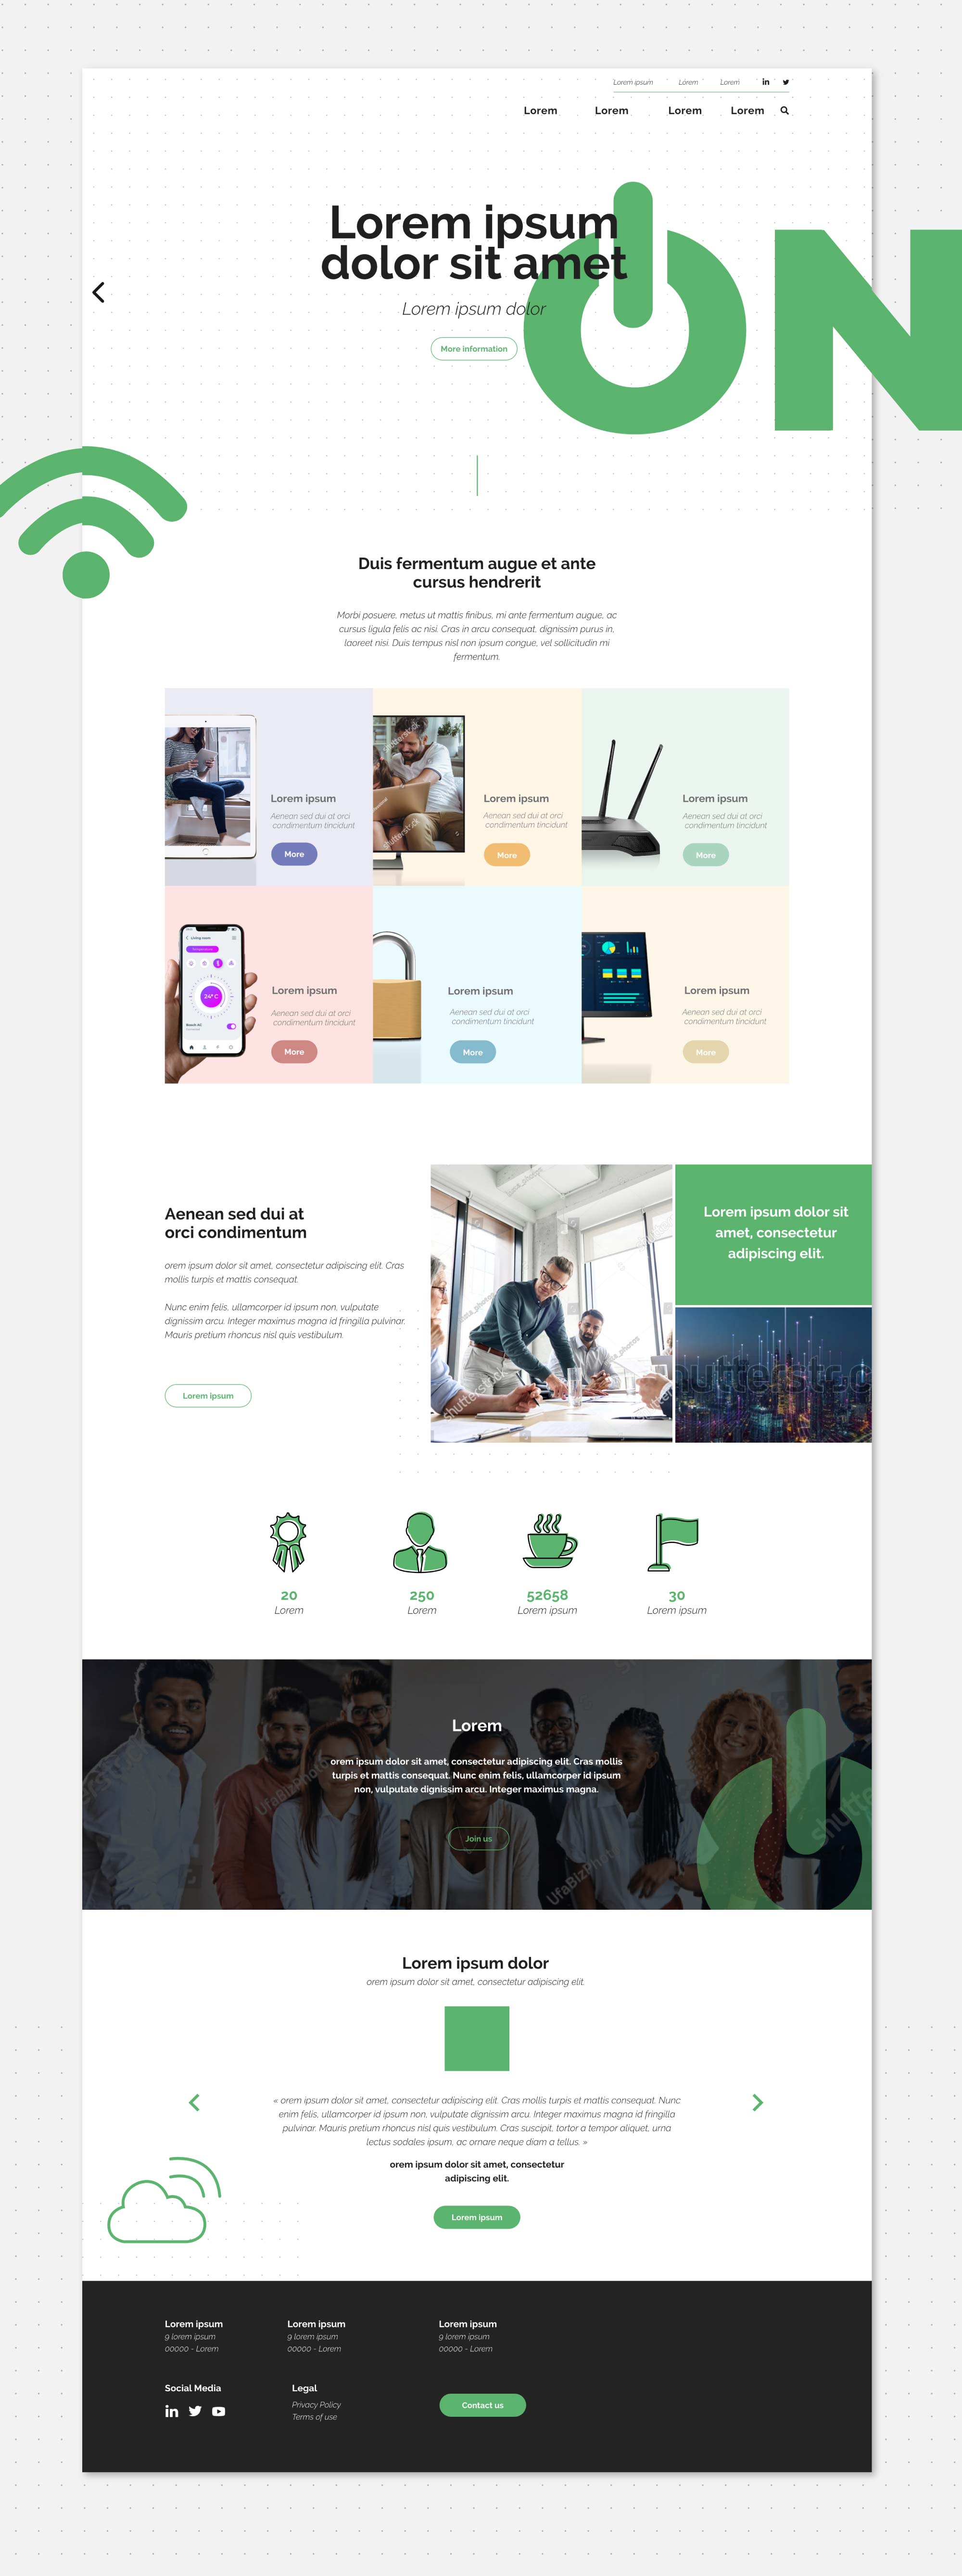 Lorem ipsum Lorem Lorem
Lorem Lorem Lorem Lorem
ON
Lorem ipsum
dolor sit amet
Lorem ipsum dolor
More information
Duis fermentum augue et ante
cursus hendrerit
Morbi posuere, metus ut mattis finibus, mi ante fermentum augue, ac
cursus ligula felis ac nisi. Cras in arcu consequat, dignissim purus in,
laoreet nisi. Duis tempus nisl non ipsum congue, vel sollicitudin mi
fermentum.
Lorem ipsum
Aenean sed dui at orci
condimentum tincidunt
More
shutterstock
Lorem ipsum
Aenean sed dui at orci
condimentum tincidunt
More
Lorem ipsum
Aenean sed dui at orci
condimentum tincidunt
More
Living room
24° C
Lorem ipsum
Aenean sed dui at orci
condimentum tincidunt
More
Lorem ipsum
Aenean sed dui at orci
condimentum tincidunt
More
Lorem ipsum
Aenean sed dui at orci
condimentum tincidunt
More
Aenean sed dui at
orci condimentum
orem ipsum dolor sit amet, consectetur adipiscing elit. Cras
mollis turpis et mattis consequat.
Nunc enim felis, ullamcorper id ipsum non, vulputate
dignissim arcu. Integer maximus magna id fringilla pulvinar.
Mauris pretium rhoncus nisl quis vestibulum.
Lorem ipsum
Lorem ipsum dolor sit
amet, consectetur
adipiscing elit.
20
Lorem
250
Lorem
52658
Lorem ipsum
30
Lorem ipsum
Lorem
orem ipsum dolor sit amet, consectetur adipiscing elit. Cras mollis
turpis et mattis consequat. Nunc enim felis, ullamcorper id ipsum
non, vulputate dignissim arcu. Integer maximus magna.
Join us
Lorem ipsum dolor
orem ipsum dolor sit amet, consectetur adipiscing elit.
« orem ipsum dolor sit amet, consectetur adipiscing elit. Cras mollis turpis et mattis consequat. Nunc
enim felis, ullamcorper id ipsum non, vulputate dignissim arcu. Integer maximus magna id fringilla
pulvinar. Mauris pretium rhoncus nisl quis vestibulum. Cras suscipit, tortor a tempor aliquet, urna
lectus sodales ipsum, ac ornare neque diam a tellus. »
orem ipsum dolor sit amet, consectetur
adipiscing elit.
Lorem ipsum
Lorem ipsum
9 lorem ipsum
00000 - Lorem
Lorem ipsum
9 lorem ipsum
00000 - Lorem
Lorem ipsum
9 lorem ipsum
00000 - Lorem
Social Media
Legal
Privacy Policy
Terms of use
Contact us